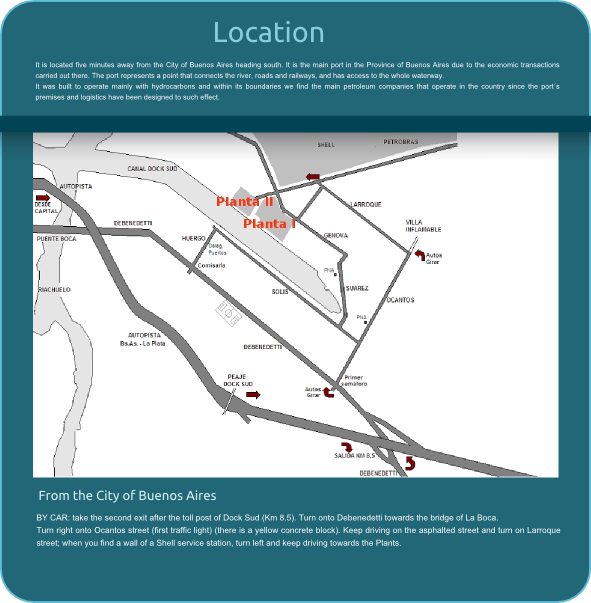 Location
It is located five minutes away from the City of Buenos Aires heading south. It is the main port in the Province of Buenos Aires due to the economic transactions
carried out there. The port represents a point that connects the river, roads and railways, and has access to the whole waterway.
It was built to operate mainly with hydrocarbons and within its boundaries we find the main petroleum companies that operate in the country since the port´s
premises and logistics have been designed to such effect.
SHELL
PETROBRAS
CANAL DOCK SUD
AUTOPISTA
DESDE
CAPITAL
Planta II
LARROQUE
Planta I
DEBENEDETTI
VILLA
INFLAMABLE
PUENTE BOCA
HUERGO
GENOVA
Deleg.
Puertos
Autos
Girar
Comisaria
PNA
RIACHUELO
SOLIS
SUAREZ
OCANTOS
PNA
AUTOPISTA
Bs.As. - La Plata
DEBENEDETTI
PEAJE
DOCK SUD
Primer
semáforo
Autos
Girar
SALIDA KM 8.5
DEBENEDETTI
From the City of Buenos Aires
BY CAR: take the second exit after the toll post of Dock Sud (Km 8.5). Turn onto Debenedetti towards the bridge of La Boca.
Turn right onto Ocantos street (first traffic light) (there is a yellow concrete block). Keep driving on the asphalted street and turn on Larroque
street; when you find a wall of a Shell service station, turn left and keep driving towards the Plants.